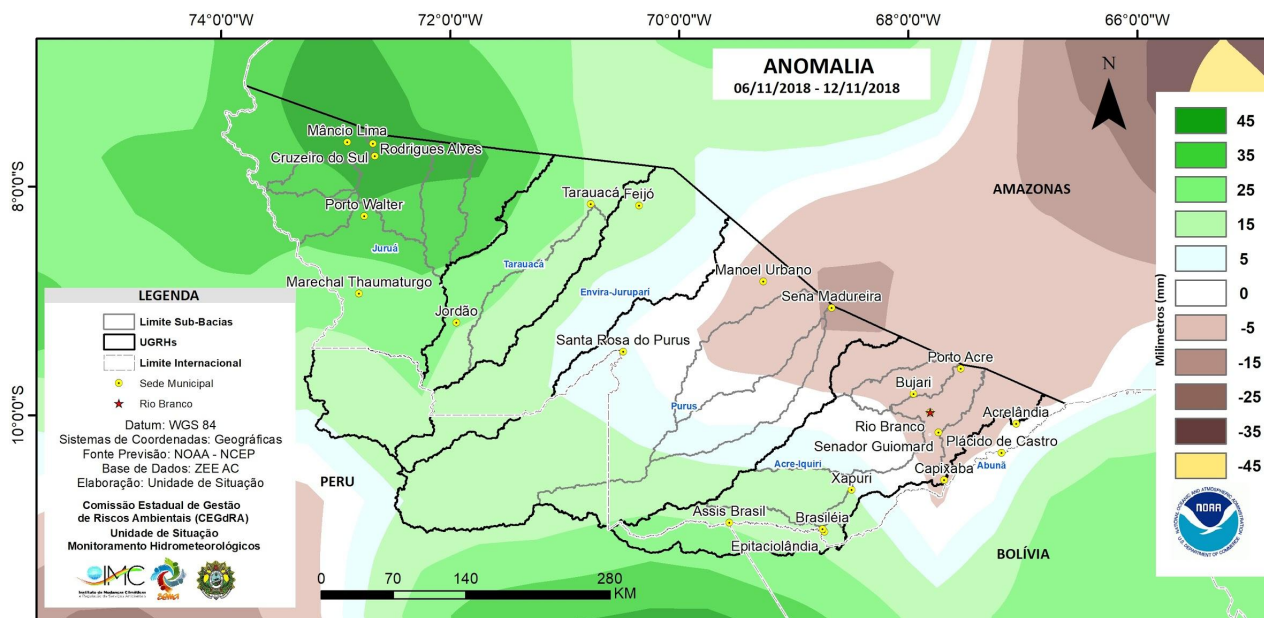 74°0'0"W
72°0'0"W
70°0'0"W
68°0'0"W
66°0'0"W
ANOMALIA
06/11/2018 - 12/11/2018
N
8°0'0"S
10°0'0"S
Mâncio Lima
Rodrigues Alves
Cruzeiro do Sul
Porto Walter
Juruá
Marechal Thaumaturgo
Tarauacá
Feijó
Tarauacá
Jordão
Envira-Jurupari
Manoel Urbano
Sena Madureira
Santa Rosa do Purus
Purus
AMAZONAS
Porto Acre
Bujari
Rio Branco
Acrelândia
Senador Guiomard
Plácido de Castro
Acre-Iquiri
Abunã
Xapuri
Capixaba
Assis Brasil
Brasiléia
Epitaciolândia
PERU
BOLÍVIA
LEGENDA
Limite Sub-Bacias
UGRHs
Limite Internacional
Sede Municipal
Rio Branco
Datum: WGS 84
Sistemas de Coordenadas: Geográficas
Fonte Previsão: NOAA - NCEP
Base de Dados: ZEE AC
Elaboração: Unidade de Situação
Comissão Estadual de Gestão
de Riscos Ambientais (CEGdRA)
Unidade de Situação
Monitoramento Hidrometeorológicos
IMC
SEMA
0 70 140 280
KM
Milímetros (mm)
45
35
25
15
5
0
-5
-15
-25
-35
-45
NOAA